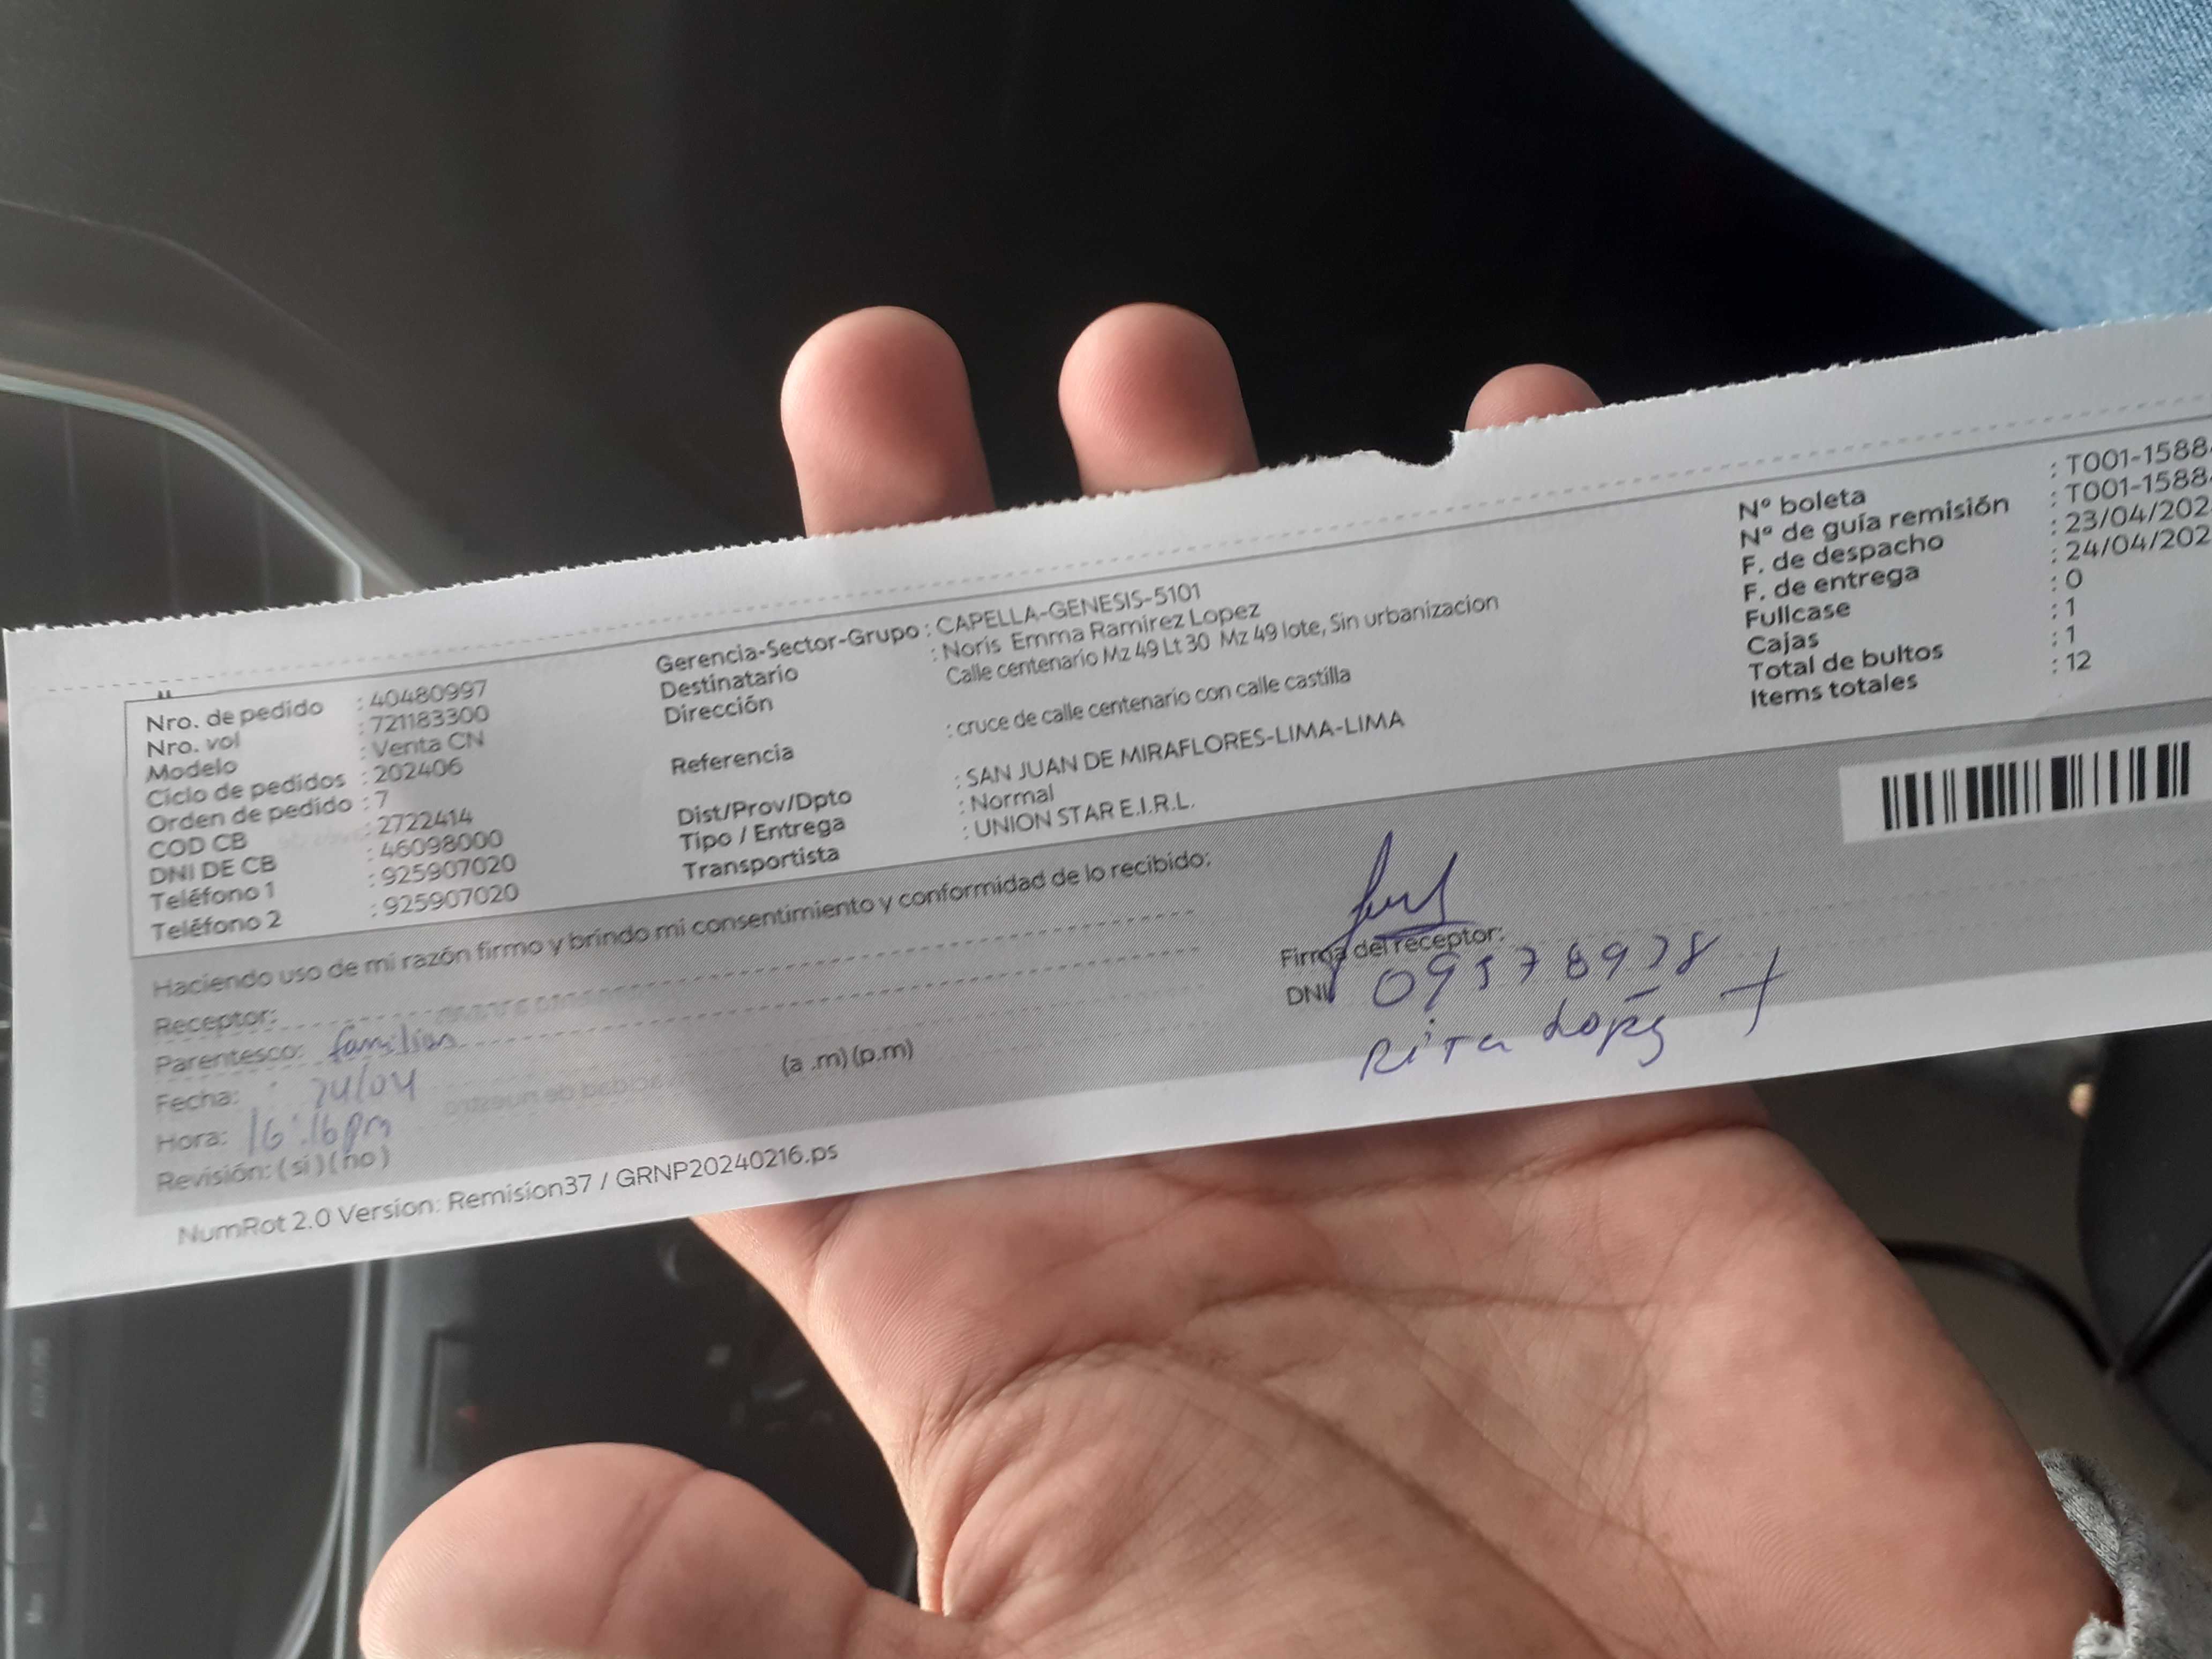 Nro. de pedido : 40480997
Nro. vol : 721183300
Modelo : Venta CN
Ciclo de pedidos : 202406
Orden de pedido : 7
COD CB : 2722414
DNI DE CB : 46098000
Teléfono 1 : 925907020
Teléfono 2 : 925907020
Gerencia-Sector-Grupo : CAPELLA-GENESIS-5101
Destinatario : Noris Emma Ramirez Lopez
Dirección Calle centenario Mz 49 Lt 30 Mz 49 lote, Sin urbanizacion
Referencia : cruce de calle centenario con calle castilla
Dist/Prov/Dpto : SAN JUAN DE MIRAFLORES-LIMA-LIMA
Tipo / Entrega : Normal
Transportista : UNION STAR E.I.R.L.
N° boleta : T001-1588
N° de guía remisión : T001-1588
F. de despacho : 23/04/202
F. de entrega : 24/04/202
Fullcase : 0
Cajas : 1
Total de bultos : 1
Items totales : 12
Haciendo uso de mi razón firmo y brindo mi consentimiento y conformidad de lo recibido:
Receptor:
Parentesco: familiar
Fecha: 24/04
Hora: 16:16pm (a .m) (p.m)
Revisión: (si) (no)
Firma del receptor:
DNI 09578978
Rita Lopez
NumRot 2.0 Version: Remision37 / GRNP20240216.ps